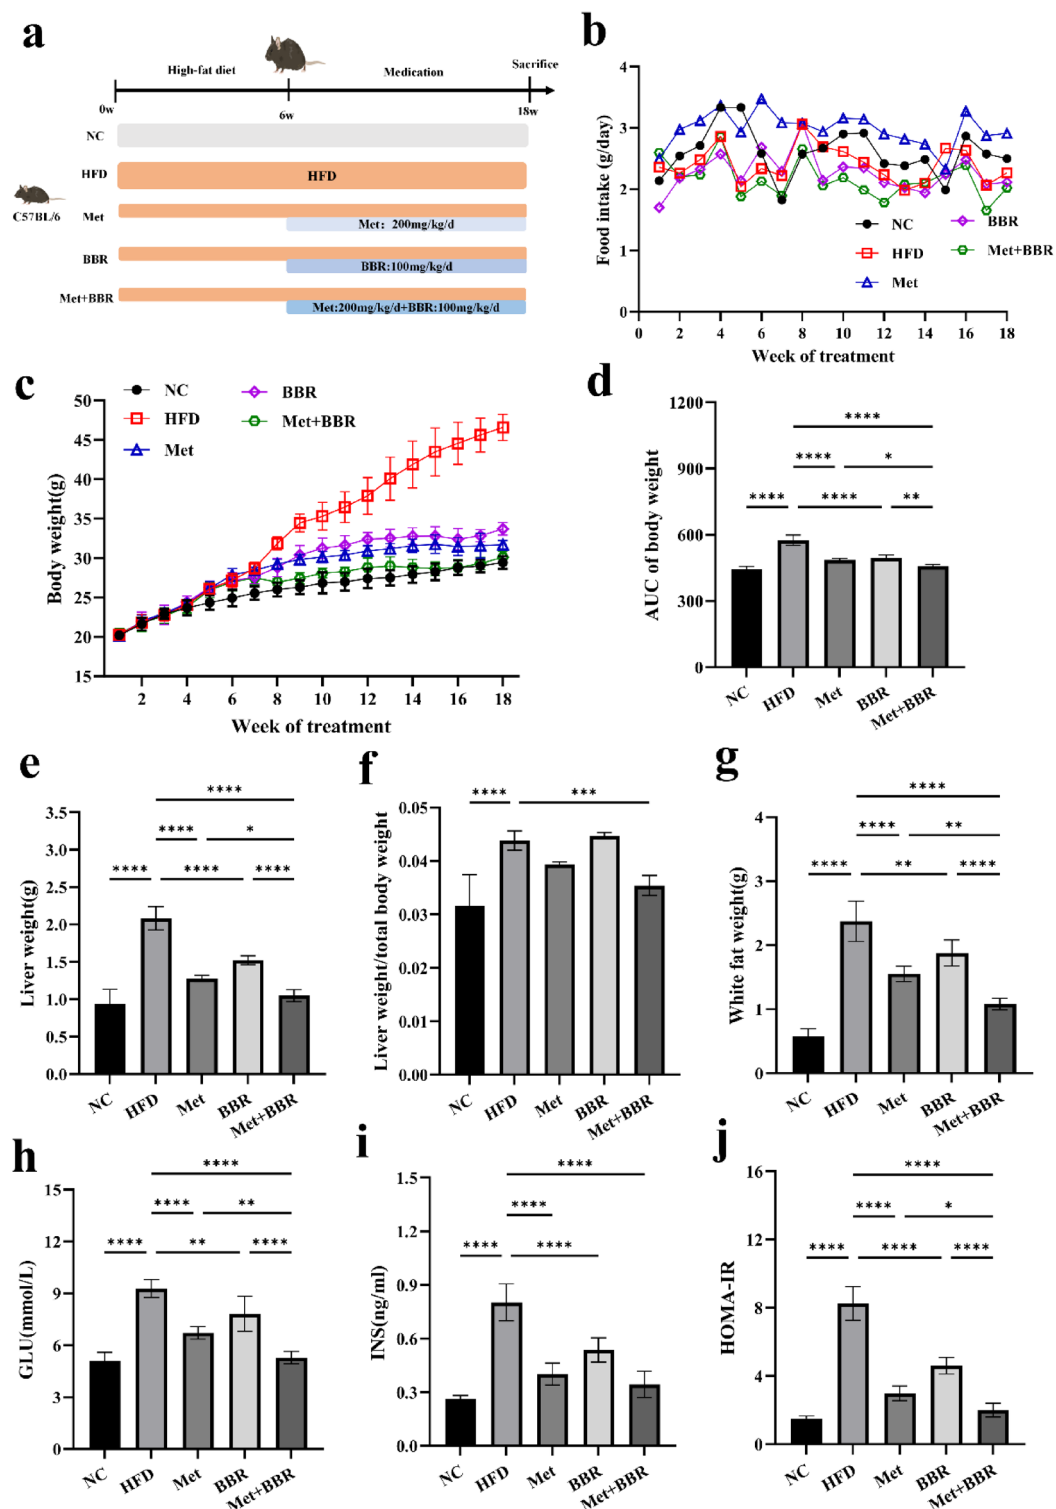 a
High-fat diet
Medication
Sacrifice
0w
6w
18w
NC
HFD
HFD
C57BL/6
Met
Met: 200mg/kg/d
BBR
BBR:100mg/kg/d
Met+BBR
Met:200mg/kg/d+BBR:100mg/kg/d
b
Food intake (g/day)
4
3
2
1
0
0 2 4 6 8 10 12 14 16 18
Week of treatment
NC
HFD
Met
BBR
Met+BBR
c
NC
HFD
Met
BBR
Met+BBR
Body weight(g)
50
45
40
35
30
25
20
15
2 4 6 8 10 12 14 16 18
Week of treatment
d
AUC of body weight
1200
900
600
300
0
****
**** *
**** **** **
NC HFD Met BBR Met+BBR
e
Liver weight(g)
3.5
3.0
2.5
2.0
1.5
1.0
0.5
0.0
****
**** *
**** **** ****
NC HFD Met BBR Met+BBR
f
Liver weight/total body weight
0.05
0.04
0.03
0.02
0.01
0.00
**** ***
NC HFD Met BBR Met+BBR
g
White fat weight(g)
4
3
2
1
0
****
**** **
**** ** ****
NC HFD Met BBR Met+BBR
h
GLU(mmol/L)
15
12
9
6
3
0
****
**** **
**** ** ****
NC HFD Met BBR Met+BBR
i
INS(ng/ml)
1.5
1.2
0.9
0.6
0.3
0.0
****
****
**** ****
NC HFD Met BBR Met+BBR
j
HOMA-IR
16
12
8
4
0
****
**** *
**** **** ****
NC HFD Met BBR Met+BBR